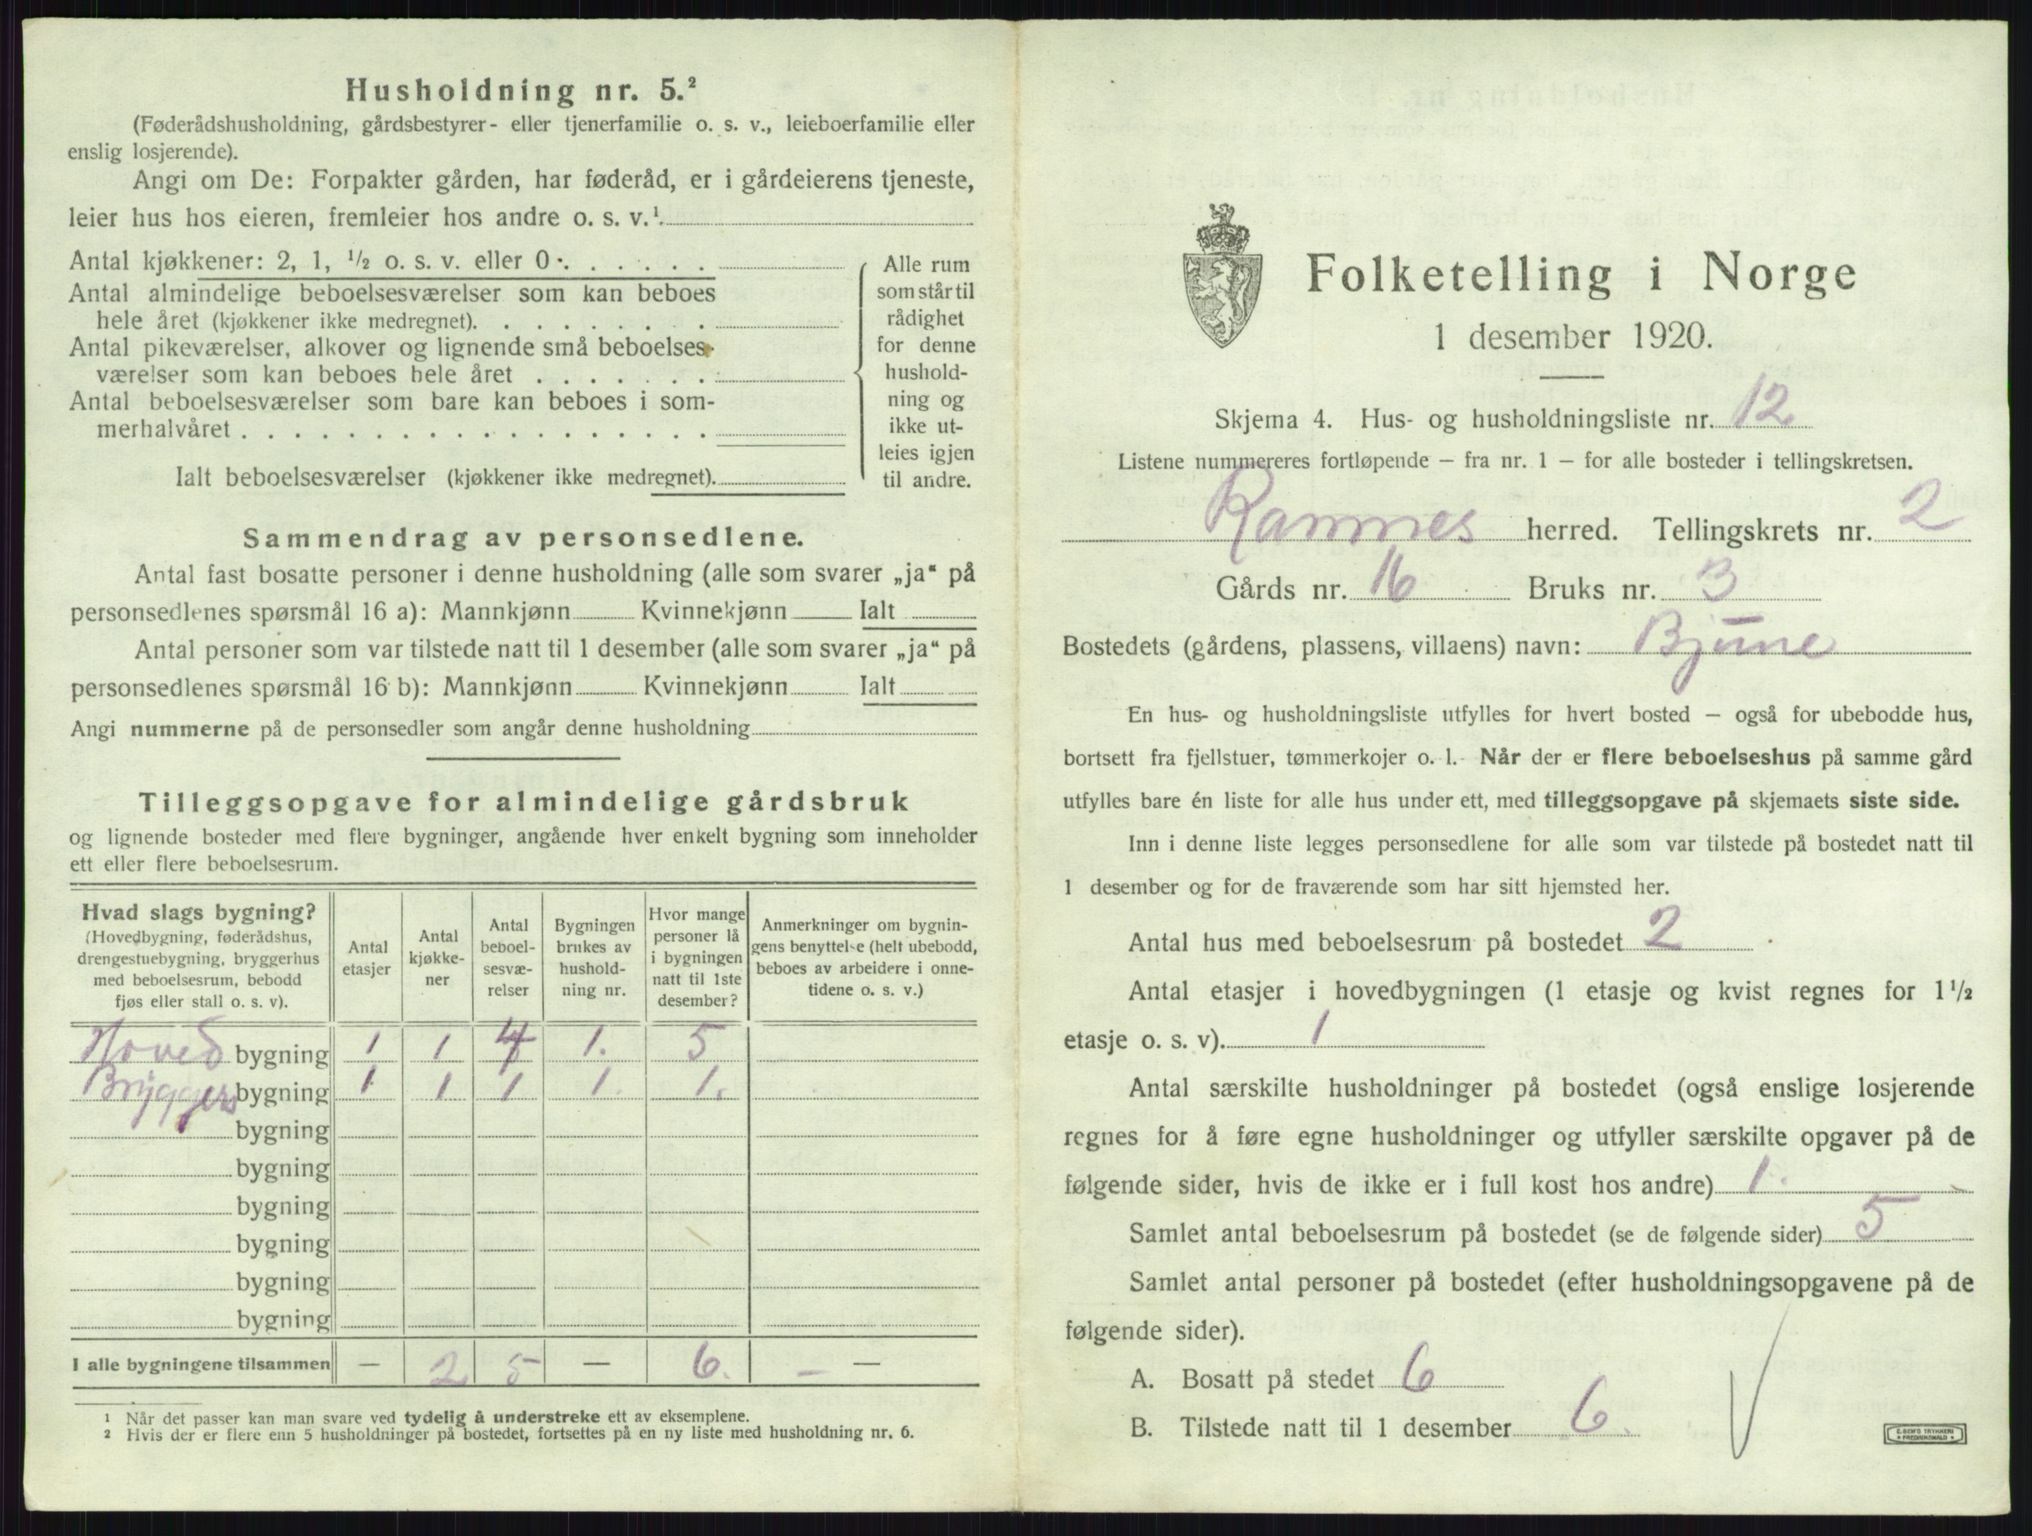 Husholdning nr. 5.²
(Føderådshusholdning, gårdsbestyrer- eller tjenerfamilie o. s. v., leieboerfamilie eller
enslig losjerende).
Angi om De: Forpakter gården, har føderåd, er i gårdeierens tjeneste,
leier hus hos eieren, fremleier hos andre o. s. v.¹
Antal kjøkkener: 2, 1, ½ o. s. v. eller 0 . . . . . .
Antal almindelige beboelsesværelser som kan beboes
hele året (kjøkkener ikke medregnet). . . . . . . . .
Antal pikeværelser, alkover og lignende små beboelses-
værelser som kan beboes hele året . . . . . . .
Antal beboelsesværelser som bare kan beboes i som-
merhalvåret . . . . . . . . . . . . . . . . . .
Ialt beboelsesværelser (kjøkkener ikke medregnet).
Alle rum
som står til
rådighet
for denne
hushold-
ning og
ikke ut-
leies igjen
til andre.
Sammendrag av personsedlene.
Antal fast bosatte personer i denne husholdning (alle som svarer „ja“ på
personsedlenes spørsmål 16 a): Mannkjønn Kvinnekjønn Ialt
Antal personer som var tilstede natt til 1 desember (alle som svarer „ja“ på
personsedlenes spørsmål 16 b): Mannkjønn Kvinnekjønn Ialt
Angi nummerne på de personsedler som angår denne husholdning
Tilleggsopgave for almindelige gårdsbruk
og lignende bosteder med flere bygninger, angående hver enkelt bygning som inneholder
ett eller flere beboelsesrum.
Hvad slags bygning?
(Hovedbygning, føderådshus,
drengestuebygning, bryggerhus
med beboelsesrum, bebodd
fjøs eller stall o. s. v).
Antal
etasjer
Antal
kjøkke-
ner
Antal
beboel-
sesvæ-
relser
Bygningen
brukes av
hushold-
ning nr.
Hvor mange
personer lå
i bygningen
natt til 1ste
desember?
Anmerkninger om bygnin-
gens benyttelse (helt ubebodd,
beboes av arbeidere i onne-
tidene o. s. v.)
Hoved bygning 1 1 4 1. 5
Bryggers bygning 1 1 1 1. 1.
bygning
bygning
bygning
bygning
bygning
bygning
I alle bygningene tilsammen — 2 5 — 6. — —
1 Når det passer kan man svare ved tydelig å understreke ett av eksemplene.
2 Hvis der er flere enn 5 husholdninger på bostedet, fortsettes på en ny liste med husholdning nr. 6.
Folketelling i Norge
1 desember 1920.
Skjema 4. Hus- og husholdningsliste nr. 12
Listene nummereres fortløpende — fra nr. 1 — for alle bosteder i tellingskretsen.
Ramnes herred. Tellingskrets nr. 2
Gårds nr. 16 Bruks nr. 3
Bostedets (gårdens, plassens, villaens) navn: Bjune
En hus- og husholdningsliste utfylles for hvert bosted — også for ubebodde hus,
bortsett fra fjellstuer, tømmerkojer o. l. Når der er flere beboelseshus på samme gård
utfylles bare én liste for alle hus under ett, med tilleggsopgave på skjemaets siste side.
Inn i denne liste legges personsedlene for alle som var tilstede på bostedet natt til
1 desember og for de fraværende som har sitt hjemsted her.
Antal hus med beboelsesrum på bostedet 2
Antal etasjer i hovedbygningen (1 etasje og kvist regnes for 1½
etasje o. s. v). 1
Antal særskilte husholdninger på bostedet (også enslige losjerende
regnes for å føre egne husholdninger og utfyller særskilte opgaver på de
følgende sider, hvis de ikke er i full kost hos andre) 1.
Samlet antal beboelsesrum på bostedet (se de følgende sider) 5
Samlet antal personer på bostedet (efter husholdningsopgavene på de
følgende sider).
A. Bosatt på stedet 6
B. Tilstede natt til 1 desember 6.